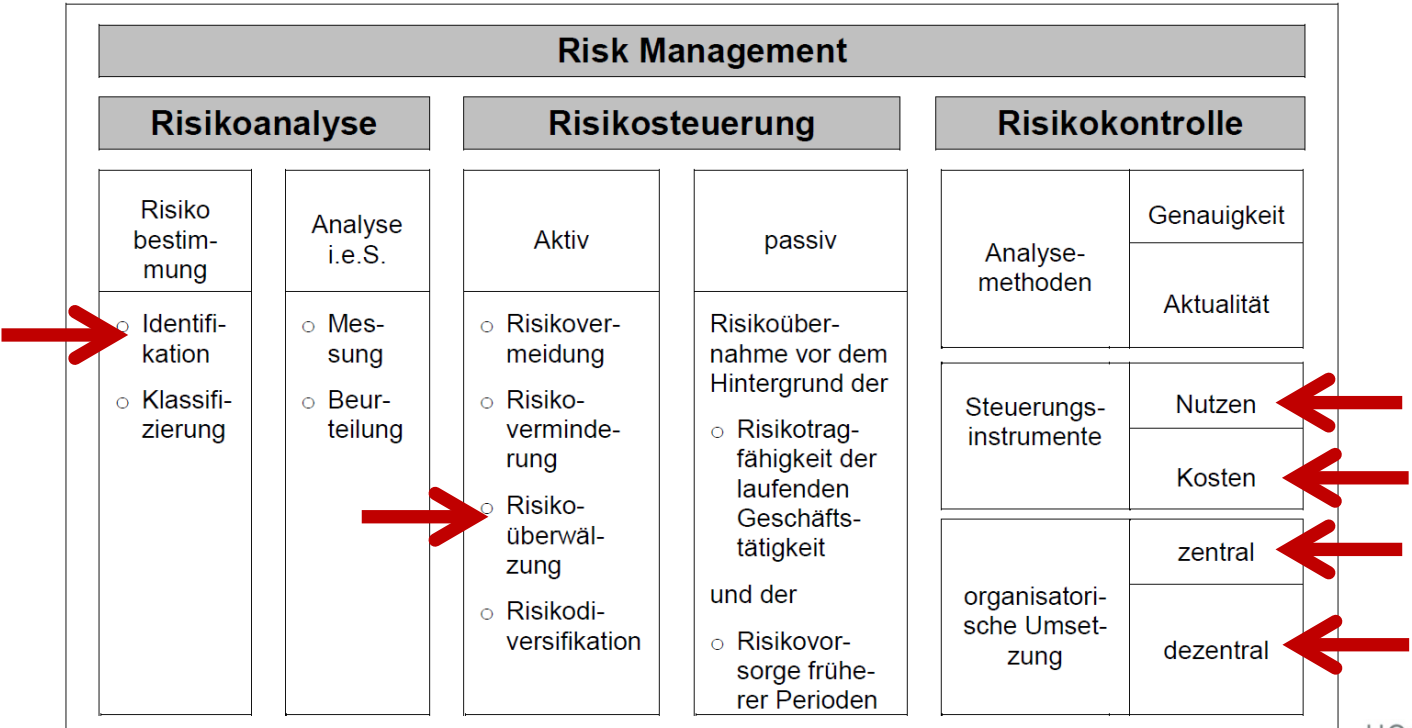 Risk Management
Risikoanalyse
Risikosteuerung
Risikokontrolle
Risiko
bestim-
mung
Analyse
i.e.S.
Aktiv
passiv
Analyse-
methoden
Genauigkeit
Aktualität
Identifi-
kation
Klassifi-
zierung
Mes-
sung
Beur-
teilung
Risikover-
meidung
Risiko-
verminde-
rung
Risiko-
überwäl-
zung
Risikodi-
versifikation
Risikoüber-
nahme vor dem
Hintergrund der
Risikotrag-
fähigkeit der
laufenden
Geschäfts-
tätigkeit
und der
Risikovor-
sorge frühe-
rer Perioden
Steuerungs-
instrumente
Nutzen
Kosten
organisatori-
sche Umset-
zung
zentral
dezentral